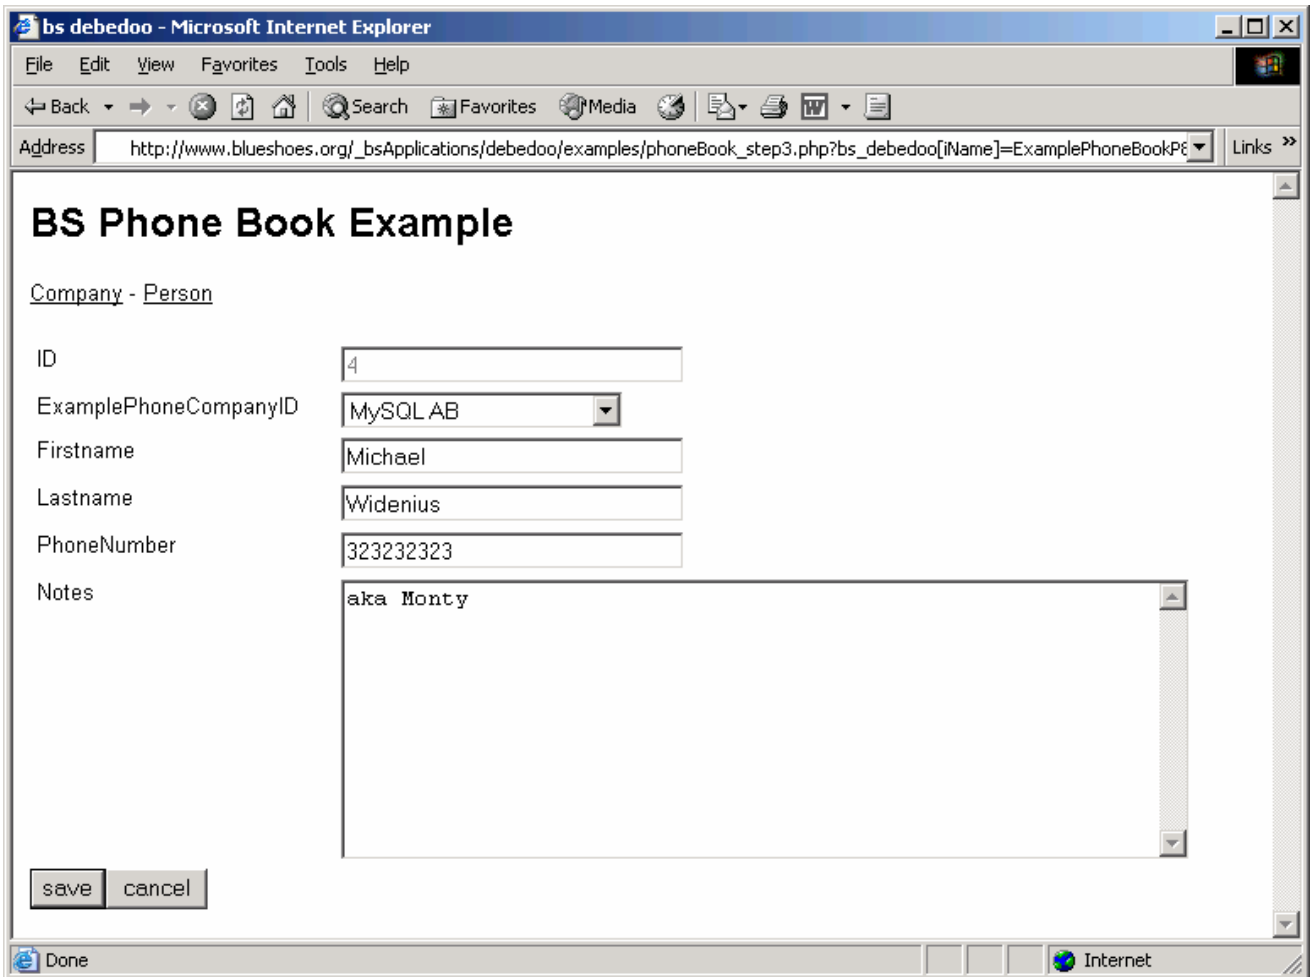 bs debedoo - Microsoft Internet Explorer
File Edit View Favorites Tools Help
Back Search Favorites Media
Address http://www.blueshoes.org/_bsApplications/debedoo/examples/phoneBook_step3.php?bs_debedoo[iName]=ExamplePhoneBookP Links »
BS Phone Book Example
Company - Person
ID 4
ExamplePhoneCompanyID MySQL AB
Firstname Michael
Lastname Widenius
PhoneNumber 323232323
Notes aka Monty
save cancel
Done Internet